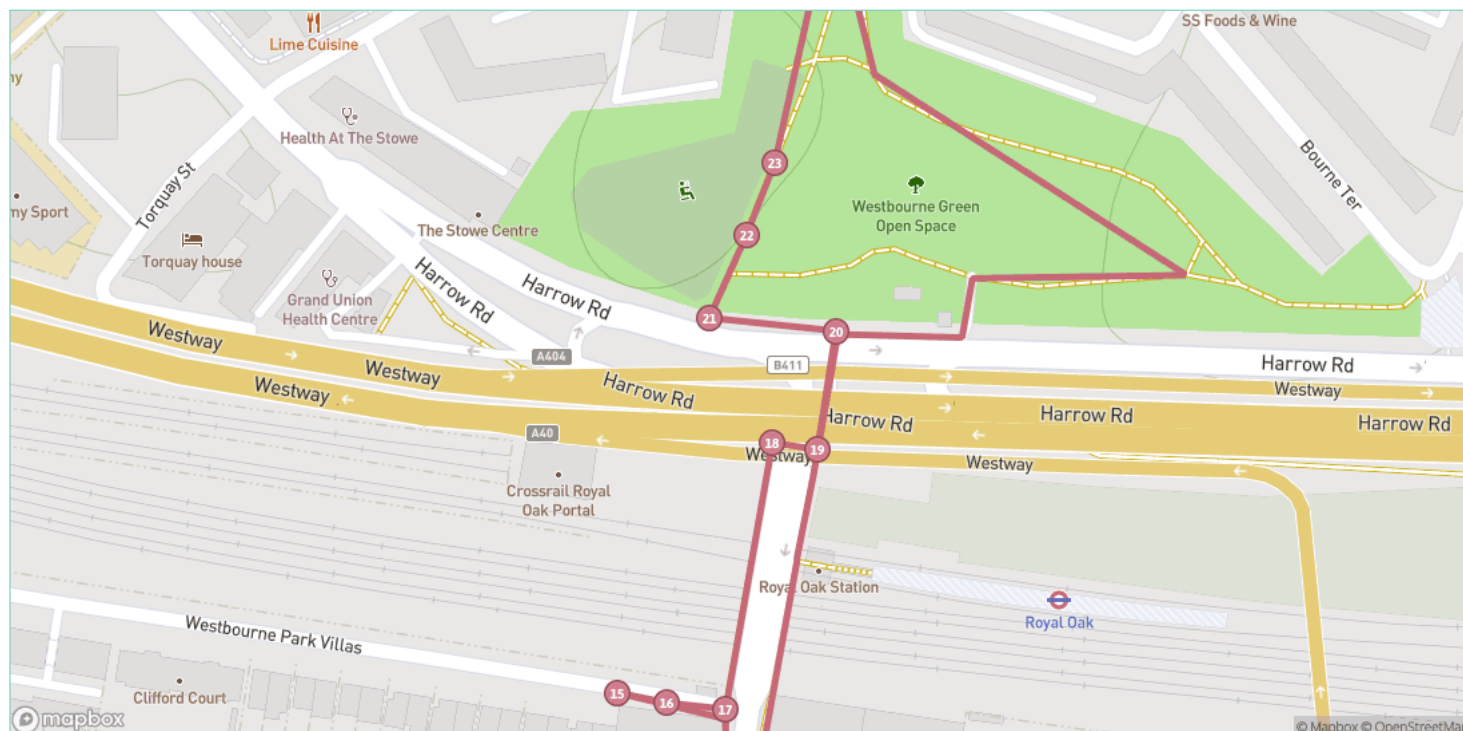 SS Foods & Wine
Lime Cuisine
my
Health At The Stowe
Bourne Ter
Torquay St
23
my Sport
Westbourne Green
Open Space
The Stowe Centre
22
Torquay house
Harrow Rd
Harrow Rd
Grand Union
Health Centre
21
20
Westway
A404
B411
Harrow Rd
Westway
Westway
Westway
Harrow Rd
Harrow Rd
Harrow Rd
Harrow Rd
A40
18
19
Westway
Westway
Crossrail Royal
Oak Portal
Royal Oak Station
Royal Oak
Westbourne Park Villas
15
16
17
Clifford Court
mapbox
© Mapbox © OpenStreetMap